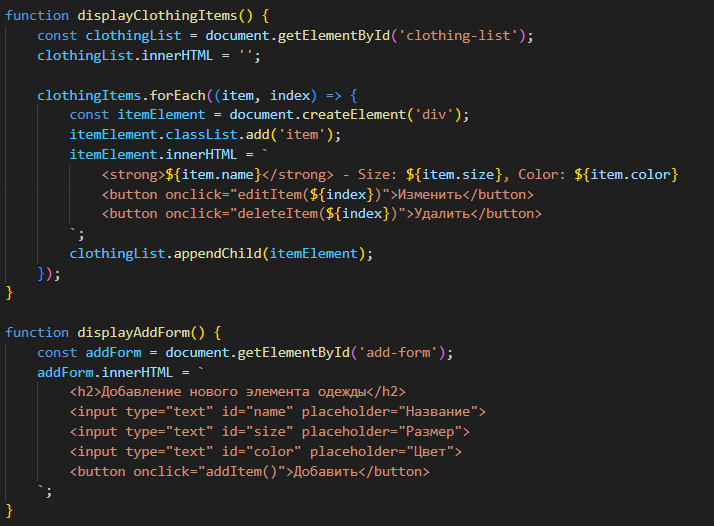 function displayClothingItems() {
    const clothingList = document.getElementById('clothing-list');
    clothingList.innerHTML = '';

    clothingItems.forEach((item, index) => {
        const itemElement = document.createElement('div');
        itemElement.classList.add('item');
        itemElement.innerHTML = `
            <strong>${item.name}</strong> - Size: ${item.size}, Color: ${item.color}
            <button onclick="editItem(${index})">Изменить</button>
            <button onclick="deleteItem(${index})">Удалить</button>
        `;
        clothingList.appendChild(itemElement);
    });
}

function displayAddForm() {
    const addForm = document.getElementById('add-form');
    addForm.innerHTML = `
        <h2>Добавление нового элемента одежды</h2>
        <input type="text" id="name" placeholder="Название">
        <input type="text" id="size" placeholder="Размер">
        <input type="text" id="color" placeholder="Цвет">
        <button onclick="addItem()">Добавить</button>
    `;
}